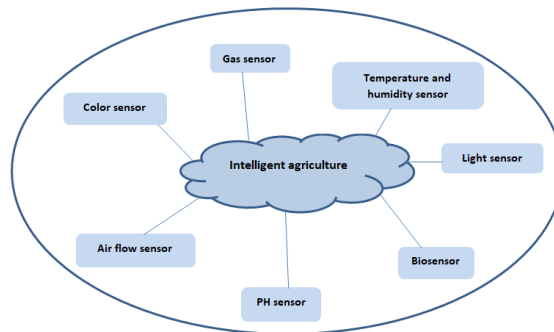 Gas sensor
Temperature and
humidity sensor
Color sensor
Intelligent agriculture
Light sensor
Air flow sensor
Biosensor
PH sensor